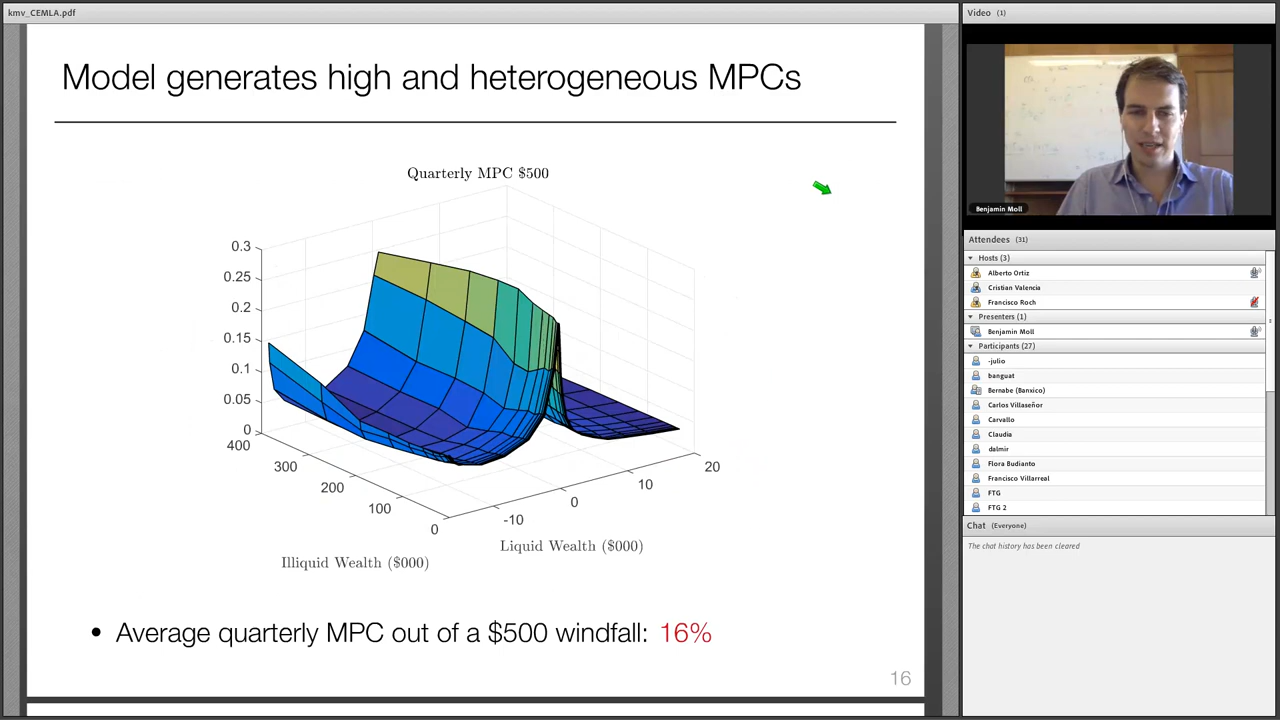 kmv_CEMLA.pdf
Model generates high and heterogeneous MPCs
Quarterly MPC $500
0.3
0.25
0.2
0.15
0.1
0.05
0
400
300
200
100
0
-10
0
10
20
Illiquid Wealth ($000)
Liquid Wealth ($000)
• Average quarterly MPC out of a $500 windfall: 16%
16
Video (1)
Benjamin Moll
Attendees (31)
Hosts (3)
Alberto Ortiz
Cristian Valencia
Francisco Roch
Presenters (1)
Benjamin Moll
Participants (27)
-julio
banguat
Bernabe (Banxico)
Carlos Villaseñor
Carvallo
Claudia
dalmir
Flora Budianto
Francisco Villarreal
FTG
FTG 2
Chat (Everyone)
The chat history has been cleared